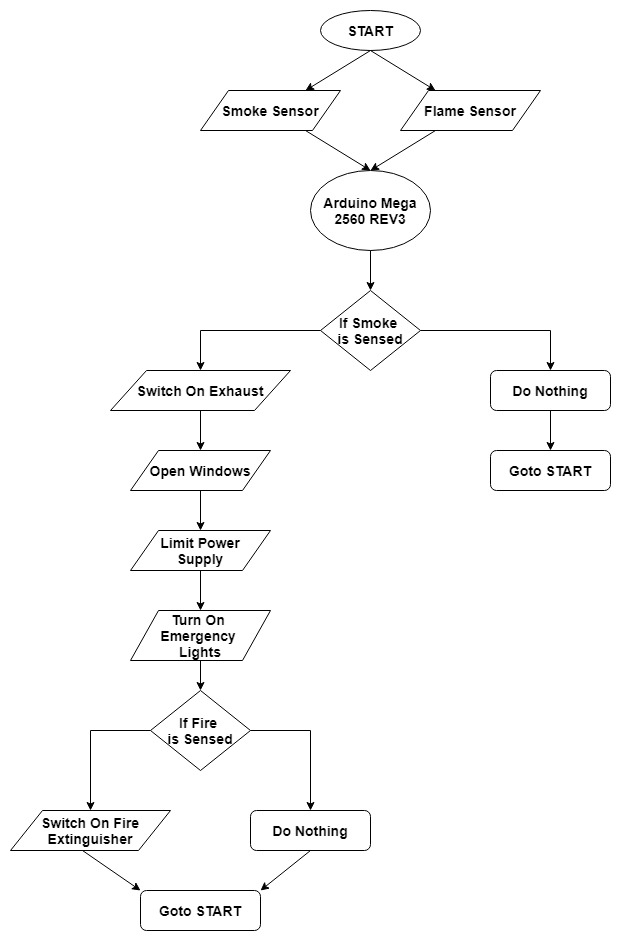 START
Smoke Sensor
Flame Sensor
Arduino Mega
2560 REV3
If Smoke
is Sensed
Switch On Exhaust
Do Nothing
Open Windows
Goto START
Limit Power
Supply
Turn On
Emergency
Lights
If Fire
is Sensed
Switch On Fire
Extinguisher
Do Nothing
Goto START